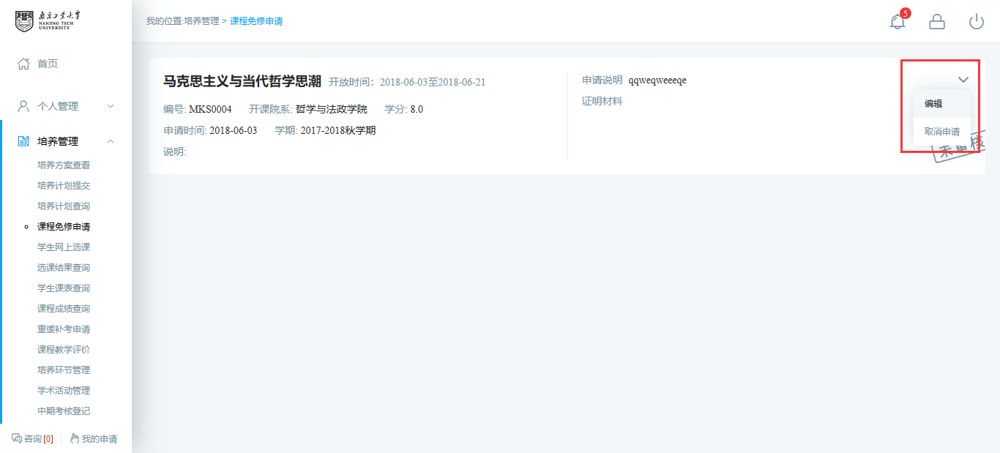 南京工业大学
NANJING TECH
UNIVERSITY
我的位置:培养管理 > 课程免修申请
5
首页
个人管理
培养管理
培养方案查看
培养计划提交
培养计划查询
课程免修申请
学生网上选课
选课结果查询
学生课表查询
课程成绩查询
重缓补考申请
课程教学评价
培养环节管理
学术活动管理
中期考核登记
咨询[0]
我的申请
马克思主义与当代哲学思潮 开放时间: 2018-06-03至2018-06-21
编号: MKS0004 开课院系: 哲学与法政学院 学分: 8.0
申请时间: 2018-06-03 学期: 2017-2018秋学期
说明:
申请说明 qqweqweeeqe
证明材料
编辑
取消申请
未审核